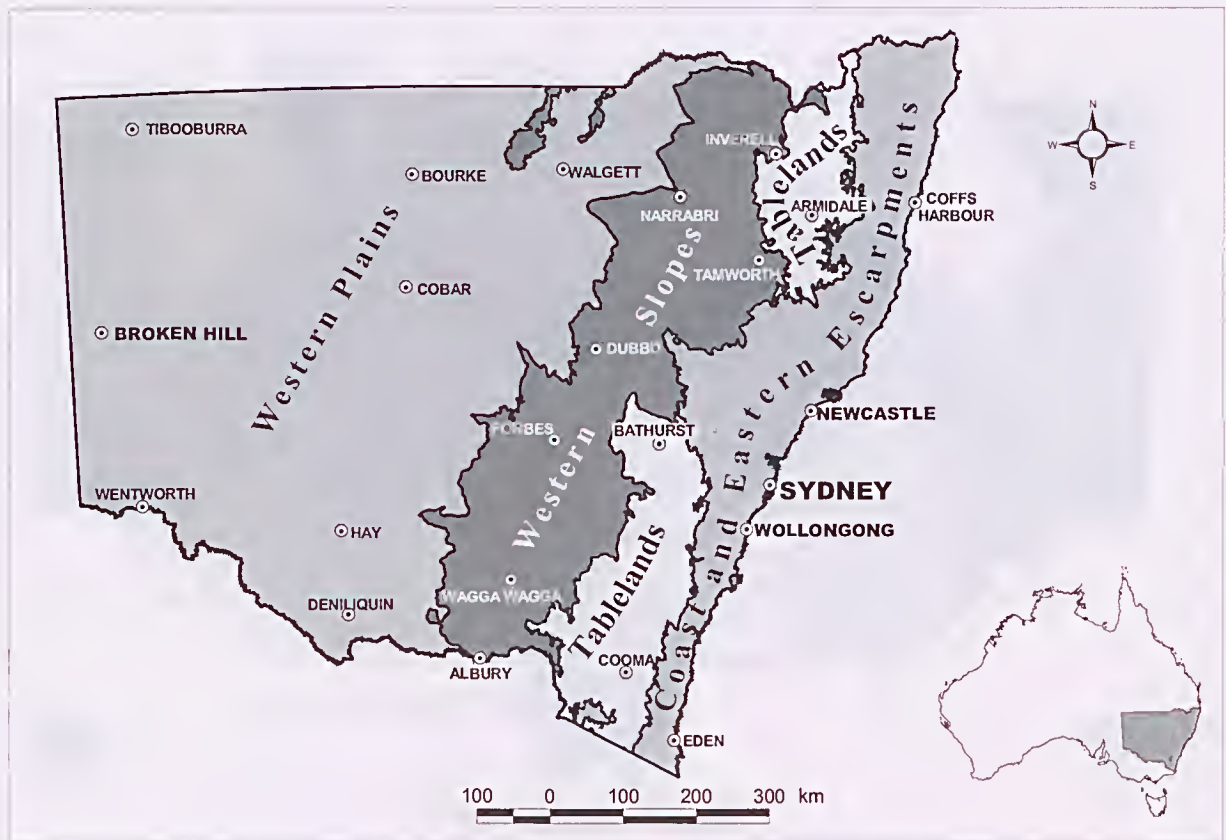 N
W E
S
TIBOOBURRA
BOURKE
WALGETT
INVERELL
Tablelands
ARMIDALE
COFFS
HARBOUR
NARRABRI
TAMWORTH
Western Plains
COBAR
BROKEN HILL
Western Slopes
DUBBO
Coast and Eastern Escarpments
NEWCASTLE
FORBES
BATHURST
SYDNEY
WENTWORTH
HAY
WOLLONGONG
DENILIQUIN
WAGGA WAGGA
Tablelands
ALBURY
COOMA
EDEN
100 0 100 200 300 km